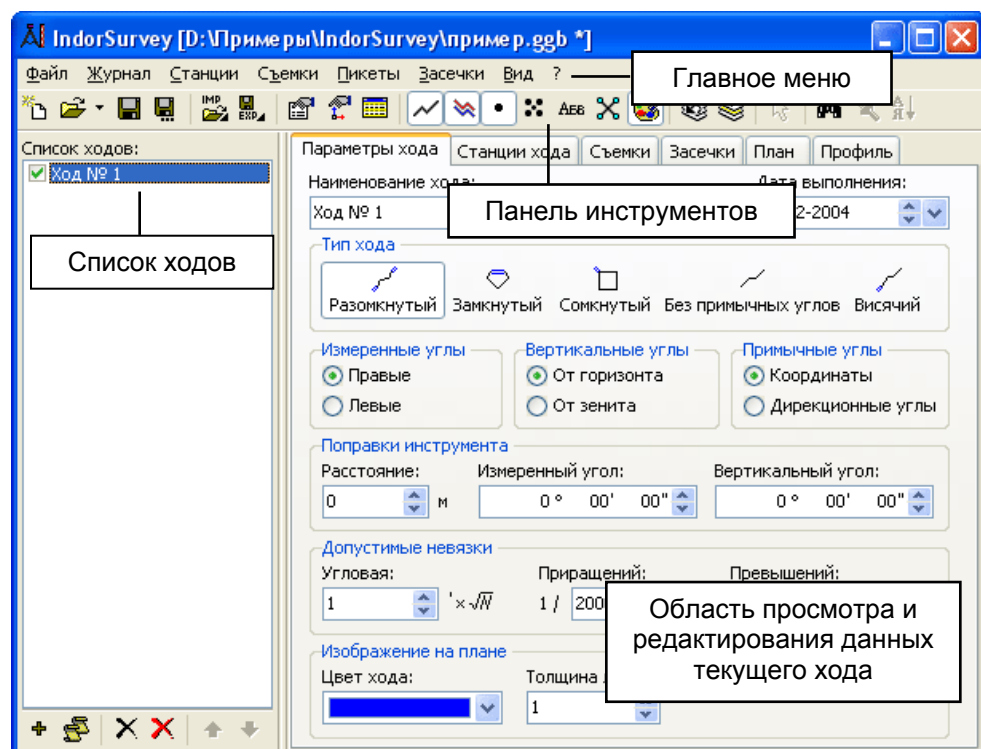 IndorSurvey [D:\Примеры\IndorSurvey\пример.ggb *]
Файл Журнал Станции Съемки Пикеты Засечки Вид ?
Главное меню
IMP EXP АБВ
Список ходов:
Ход № 1
Список ходов
Параметры хода Станции хода Съемки Засечки План Профиль
Наименование хода: Дата выполнения:
Ход № 1 2-2004
Панель инструментов
Тип хода
Разомкнутый Замкнутый Сомкнутый Без примычных углов Висячий
Измеренные углы Вертикальные углы Примычные углы
Правые От горизонта Координаты
Левые От зенита Дирекционные углы
Поправки инструмента
Расстояние: Измеренный угол: Вертикальный угол:
0 м 0 ° 00' 00" 0 ° 00' 00"
Допустимые невязки
Угловая: Приращений: Превышений:
1 '×√N 1 / 200
Область просмотра и
редактирования данных
текущего хода
Изображение на плане
Цвет хода: Толщина
1